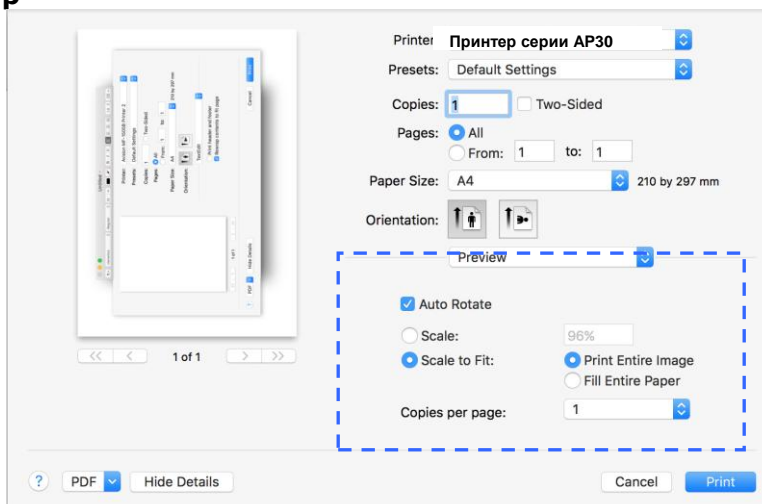 р
Printer: Принтер серии AP30
Presets: Default Settings
Copies: 1 Two-Sided
Pages: All
From: 1 to: 1
Paper Size: A4 210 by 297 mm
Orientation:
Preview
Auto Rotate
Scale: 96%
Scale to Fit: Print Entire Image
Fill Entire Paper
Copies per page: 1
1 of 1
? PDF Hide Details Cancel Print